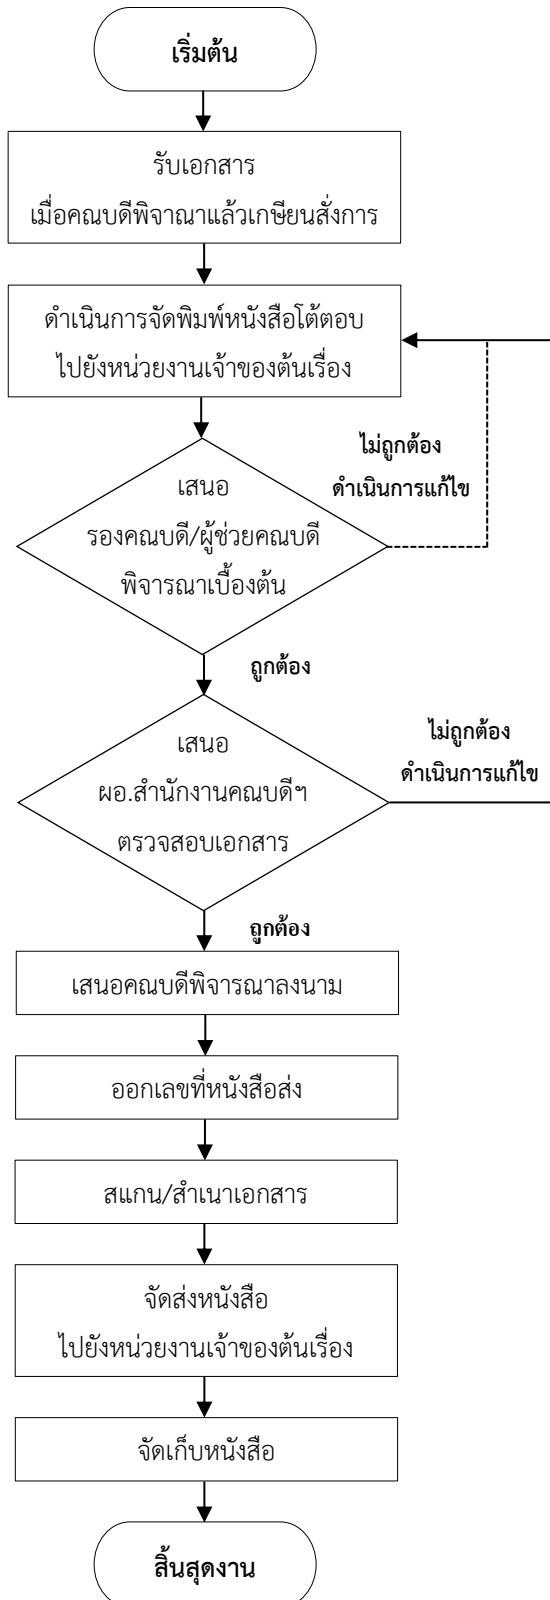 เริ่มต้น
รับเอกสาร
เมื่อคณบดีพิจาณาแล้วเกษียนสั่งการ
ดำเนินการจัดพิมพ์หนังสือโต้ตอบ
ไปยังหน่วยงานเจ้าของต้นเรื่อง
ไม่ถูกต้อง
ดำเนินการแก้ไข
เสนอ
รองคณบดี/ผู้ช่วยคณบดี
พิจารณาเบื้องต้น
ถูกต้อง
ไม่ถูกต้อง
ดำเนินการแก้ไข
เสนอ
ผอ.สำนักงานคณบดีฯ
ตรวจสอบเอกสาร
ถูกต้อง
เสนอคณบดีพิจารณาลงนาม
ออกเลขที่หนังสือส่ง
สแกน/สำเนาเอกสาร
จัดส่งหนังสือ
ไปยังหน่วยงานเจ้าของต้นเรื่อง
จัดเก็บหนังสือ
สิ้นสุดงาน